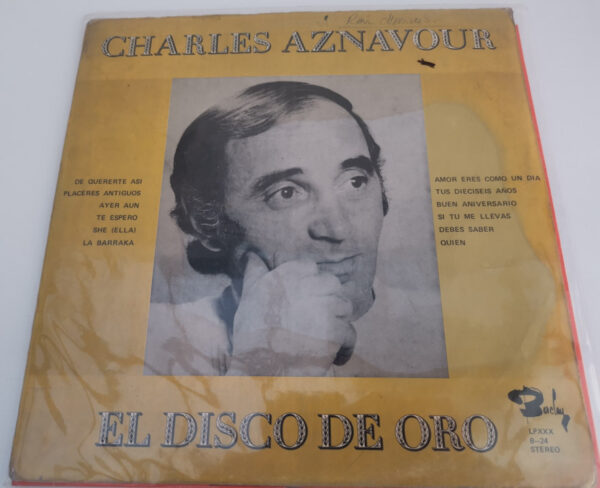 CHARLES AZNAVOUR
DE QUERERTE ASI
PLACERES ANTIGUOS
AYER AUN
TE ESPERO
SHE (ELLA)
LA BARRAKA
AMOR ERES COMO UN DIA
TUS DIECISEIS AÑOS
BUEN ANIVERSARIO
SI TU ME LLEVAS
DEBES SABER
QUIEN
EL DISCO DE ORO
Barclay
LPXXX
B-24
STEREO